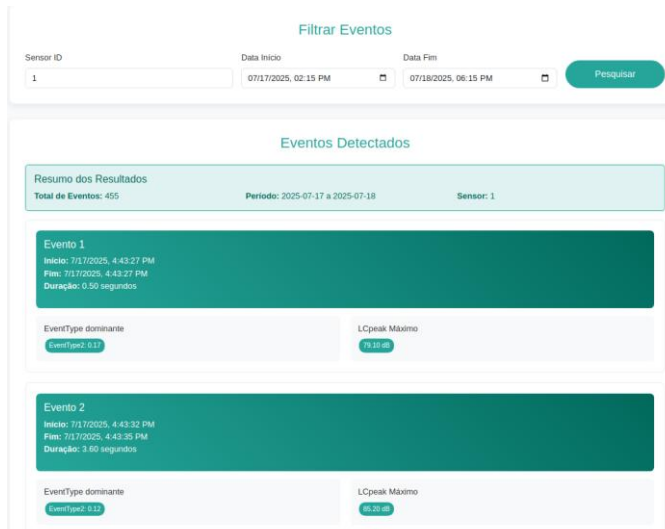 Filtrar Eventos
Sensor ID Data Início Data Fim
1 07/17/2025, 02:15 PM 07/18/2025, 06:15 PM Pesquisar
Eventos Detectados
Resumo dos Resultados
Total de Eventos: 455 Período: 2025-07-17 a 2025-07-18 Sensor: 1
Evento 1
Início: 7/17/2025, 4:43:27 PM
Fim: 7/17/2025, 4:43:27 PM
Duração: 0.50 segundos
EventType dominante LCpeak Máximo
EventType2: 0.17 79.10 dB
Evento 2
Início: 7/17/2025, 4:43:32 PM
Fim: 7/17/2025, 4:43:35 PM
Duração: 3.60 segundos
EventType dominante LCpeak Máximo
EventType2: 0.12 85.20 dB